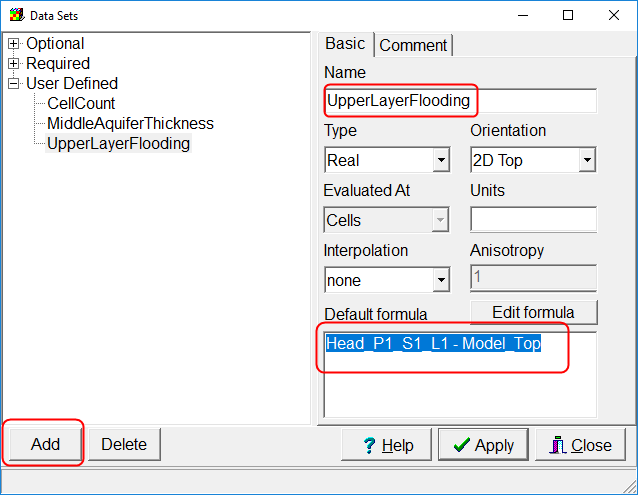 Data Sets
Optional
Required
User Defined
CellCount
MiddleAquiferThickness
UpperLayerFlooding
Basic
Comment
Name
UpperLayerFlooding
Type
Orientation
Real
2D Top
Evaluated At
Units
Cells
Interpolation
Anisotropy
none
1
Default formula
Edit formula
Head_P1_S1_L1 - Model_Top
Add
Delete
? Help
Apply
Close